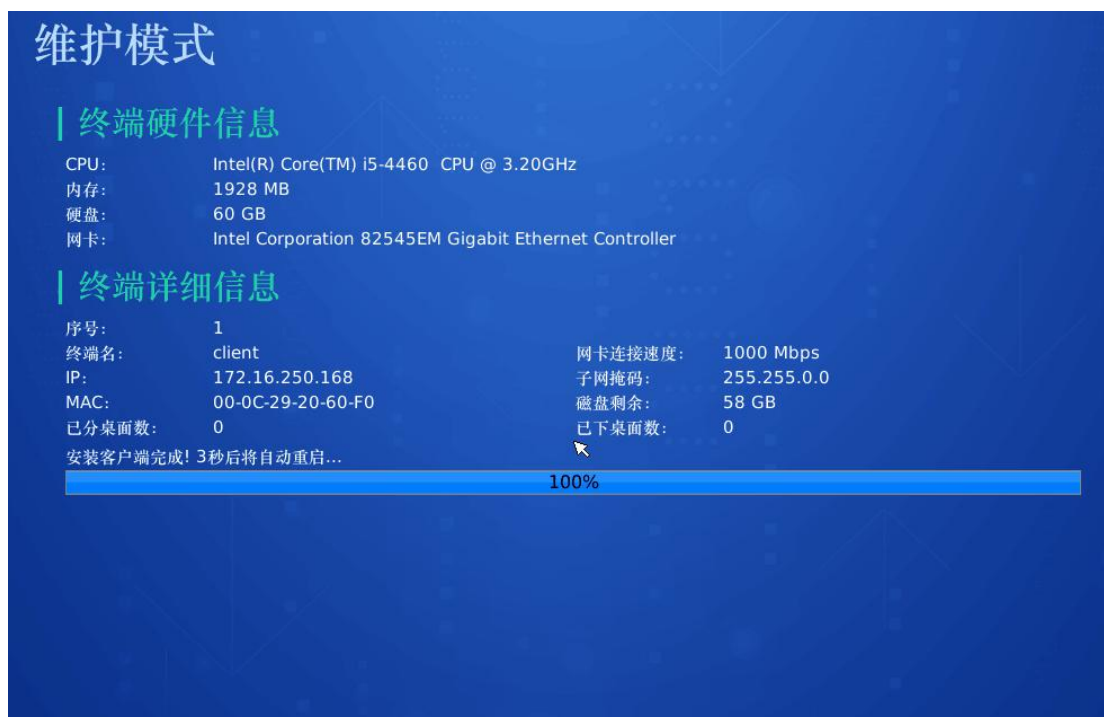 维护模式
终端硬件信息
CPU: Intel(R) Core(TM) i5-4460  CPU @ 3.20GHz
内存: 1928 MB
硬盘: 60 GB
网卡: Intel Corporation 82545EM Gigabit Ethernet Controller
终端详细信息
序号: 1
终端名: client 网卡连接速度: 1000 Mbps
IP: 172.16.250.168 子网掩码: 255.255.0.0
MAC: 00-0C-29-20-60-F0 磁盘剩余: 58 GB
已分桌面数: 0 已下桌面数: 0
安装客户端完成! 3秒后将自动重启...
100%